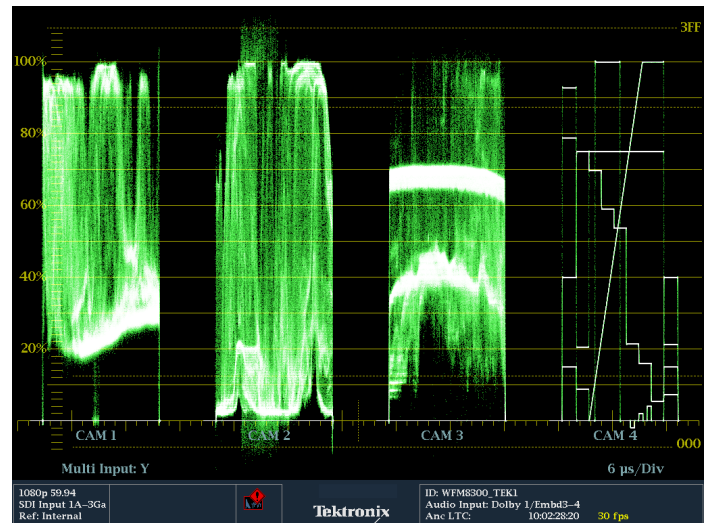 3FF
100%
80%
60%
40%
20%
CAM 1 CAM 2 CAM 3 CAM 4
000
Multi Input: Y 6 µs/Div
1080p 59.94
SDI Input 1A-3Ga
Ref: Internal
Tektronix
ID: WFM8300_TEK1
Audio Input: Dolby 1/Embd3-4
Anc LTC: 10:02:28:20 30 fps